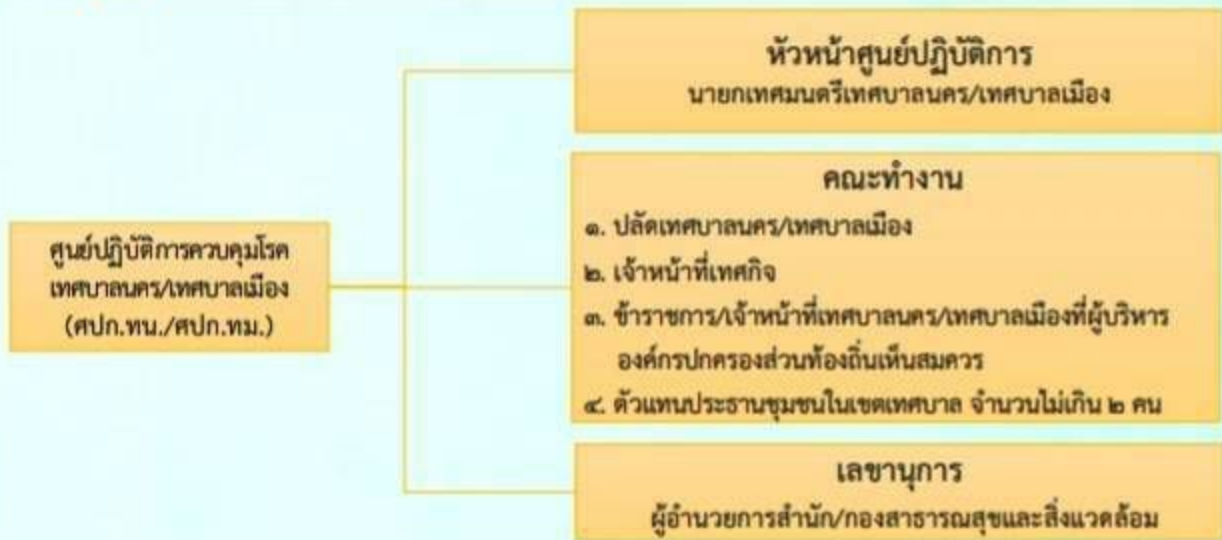 หัวหน้าศูนย์ปฏิบัติการ
นายกเทศมนตรีเทศบาลนคร/เทศบาลเมือง
ศูนย์ปฏิบัติการควบคุมโรค
เทศบาลนคร/เทศบาลเมือง
(ศปก.ทน./ศปก.ทม.)
คณะทำงาน
๑. ปลัดเทศบาลนคร/เทศบาลเมือง
๒. เจ้าหน้าที่เทศกิจ
๓. ข้าราชการ/เจ้าหน้าที่เทศบาลนคร/เทศบาลเมืองที่ผู้บริหาร
องค์กรปกครองส่วนท้องถิ่นเห็นสมควร
๔. ตัวแทนประธานชุมชนในเขตเทศบาล จำนวนไม่เกิน ๒ คน
เลขานุการ
ผู้อำนวยการสำนัก/กองสาธารณสุขและสิ่งแวดล้อม